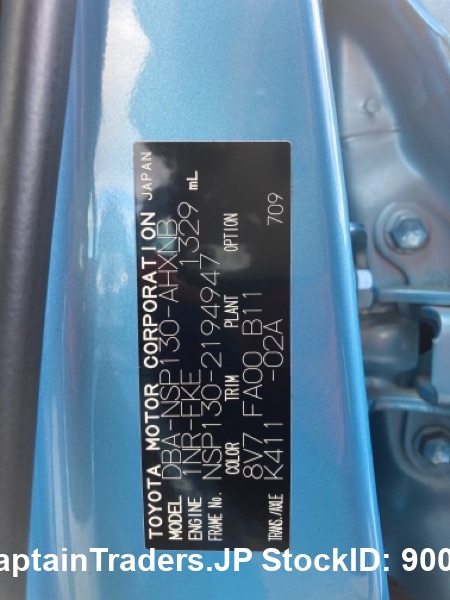 TOYOTA MOTOR CORPORATION JAPAN
MODEL DBA-NSP130-AHXNB
ENGINE 1NR-FKE 1329 mL
FRAME No. NSP130-2194947
COLOR TRIM PLANT OPTION
8V7 FA00 B11 709
TRANS./AXLE K411 -02A
aptainTraders.JP StockID: 900